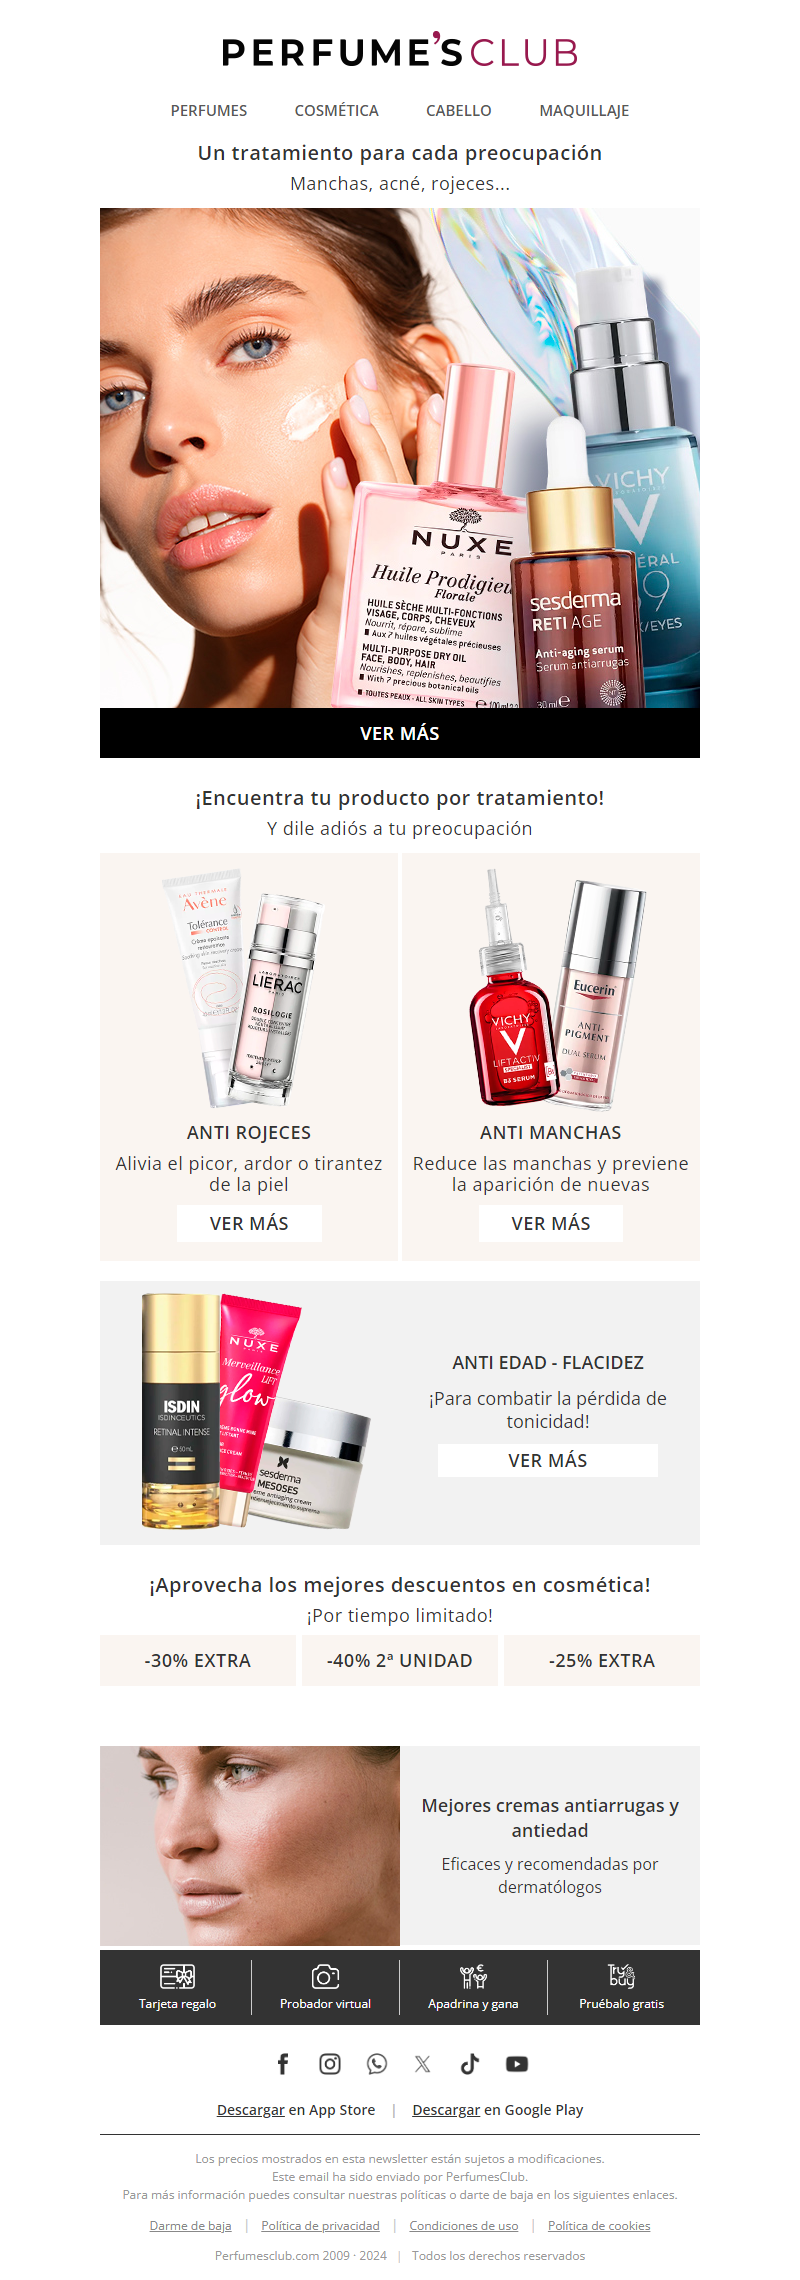 PERFUME'S CLUB
PERFUMES COSMÉTICA CABELLO MAQUILLAJE
Un tratamiento para cada preocupación
Manchas, acné, rojeces...
NUXE
PARIS
Huile
Florale
HUILE SÈCHE MULTI-FONCTIONS
VISAGE, CORPS, CHEVEUX
Nourrit, répare, sublime
Aux 7 huiles végétales précieuses
MULTI-PURPOSE DRY OIL
FACE, BODY, HAIR
Nourishes, replenishes, beautifies
With 7 precious botanical oils
TOUTES PEAUX - ALL SKIN TYPES
sesderma
RETI AGE
Anti-aging serum
Serum antiarrugas
30 ml e
VICHY
LABORATOIRES
V
/EYES
VER MÁS
¡Encuentra tu producto por tratamiento!
Y dile adiós a tu preocupación
EAU THERMALE
Avène
Tolérance
CONTROL
LIERAC
PARIS
ROSILOGIE
VICHY
V
LIFTACTIV
SPECIALIST
B3 SERUM
Eucerin
ANTI-
PIGMENT
DUAL SERUM
ANTI ROJECES
Alivia el picor, ardor o tirantez
de la piel
VER MÁS
ANTI MANCHAS
Reduce las manchas y previene
la aparición de nuevas
VER MÁS
ISDIN
ISDINCEUTICS
RETINAL INTENSE
e 50mL
NUXE
PARIS
Merveillance
LIFT
glow
sesderma
MESOSES
ANTI EDAD - FLACIDEZ
¡Para combatir la pérdida de
tonicidad!
VER MÁS
¡Aprovecha los mejores descuentos en cosmética!
¡Por tiempo limitado!
-30% EXTRA -40% 2ª UNIDAD -25% EXTRA
Mejores cremas antiarrugas y
antiedad
Eficaces y recomendadas por
dermatólogos
Try & buy
Tarjeta regalo Probador virtual Apadrina y gana Pruébalo gratis
Descargar en App Store | Descargar en Google Play
Los precios mostrados en esta newsletter están sujetos a modificaciones.
Este email ha sido enviado por PerfumesClub.
Para más información puedes consultar nuestras políticas o darte de baja en los siguientes enlaces.
Darme de baja | Política de privacidad | Condiciones de uso | Política de cookies
Perfumesclub.com 2009 · 2024 | Todos los derechos reservados